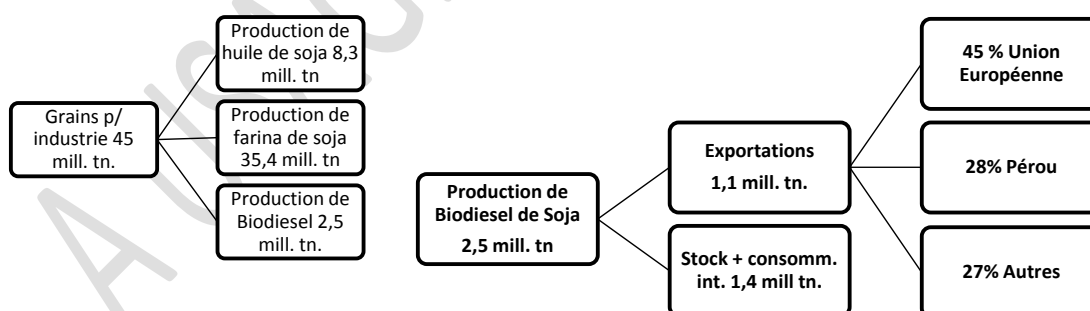 Production de
huile de soja 8,3
mill. tn
Grains p/
industrie 45
mill. tn.
Production de
farina de soja
35,4 mill. tn
Production de
Biodiesel 2,5
mill. tn.
Production de
Biodiesel de Soja
2,5 mill. tn
Exportations
1,1 mill. tn.
Stock + consomm.
int. 1,4 mill tn.
45 % Union
Européenne
28% Pérou
27% Autres